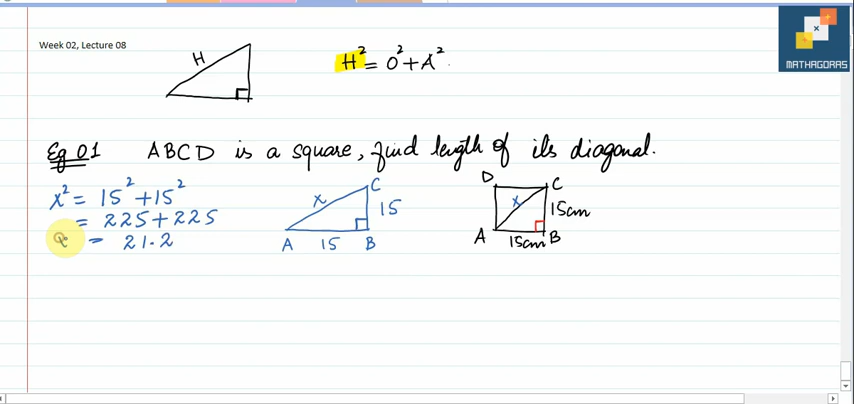 Week 02, Lecture 08
H
H² = O² + A²
MATHAGORAS
Eg 01 ABCD is a square, find length of its diagonal.
x² = 15² + 15²
= 225 + 225
= 21.2
x
C
15
A 15 B
D
C
x
15cm
A
15cm B